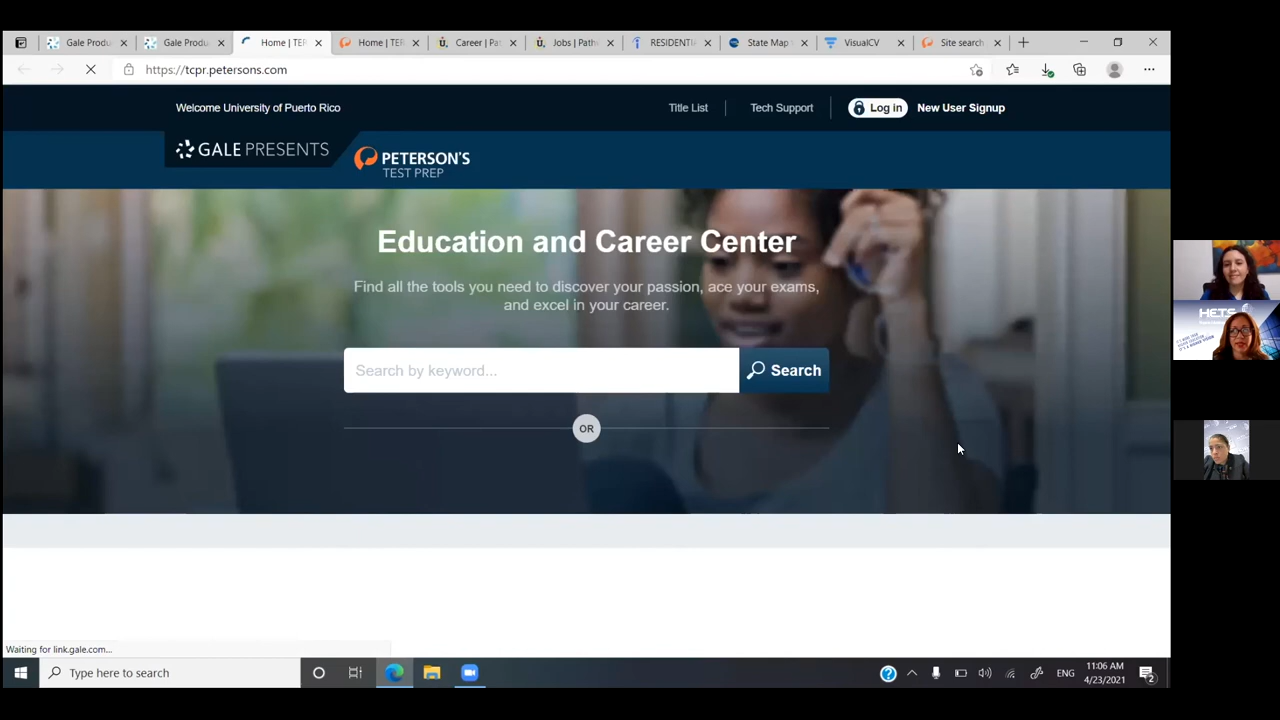 Gale Produ
Gale Produ
Home | TER
Home | TER
Career | Pa
Jobs | Path
RESIDENTI
State Map
VisualCV
Site search
https://tcpr.petersons.com
Welcome University of Puerto Rico
Title List
Tech Support
Log in
New User Signup
GALE PRESENTS
PETERSON'S
TEST PREP
Education and Career Center
Find all the tools you need to discover your passion, ace your exams,
and excel in your career.
Search by keyword...
Search
OR
HETS
Waiting for link.gale.com...
Type here to search
ENG
11:06 AM
4/23/2021
2